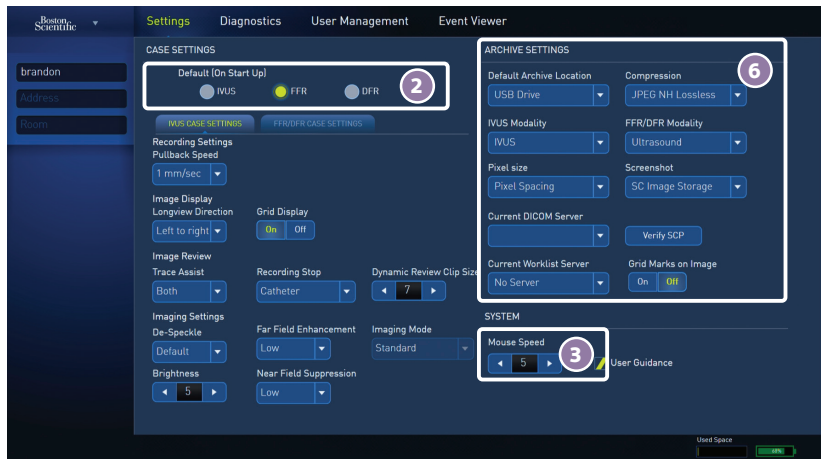 Boston
Scientific
Settings Diagnostics User Management Event Viewer
brandon
Address
Room
CASE SETTINGS
Default (On Start Up)
IVUS FFR DFR
2
IVUS CASE SETTINGS FFR/DFR CASE SETTINGS
Recording Settings
Pullback Speed
1 mm/sec
Image Display
Longview Direction Grid Display
Left to right On Off
Image Review
Trace Assist Recording Stop Dynamic Review Clip Size
Both Catheter 7
Imaging Settings
De-Speckle Far Field Enhancement Imaging Mode
Default Low Standard
Brightness Near Field Suppression
5 Low
ARCHIVE SETTINGS
6
Default Archive Location Compression
USB Drive JPEG NH Lossless
IVUS Modality FFR/DFR Modality
IVUS Ultrasound
Pixel size Screenshot
Pixel Spacing SC Image Storage
Current DICOM Server
Verify SCP
Current Worklist Server Grid Marks on Image
No Server On Off
SYSTEM
Mouse Speed
5 3 User Guidance
Used Space
68%